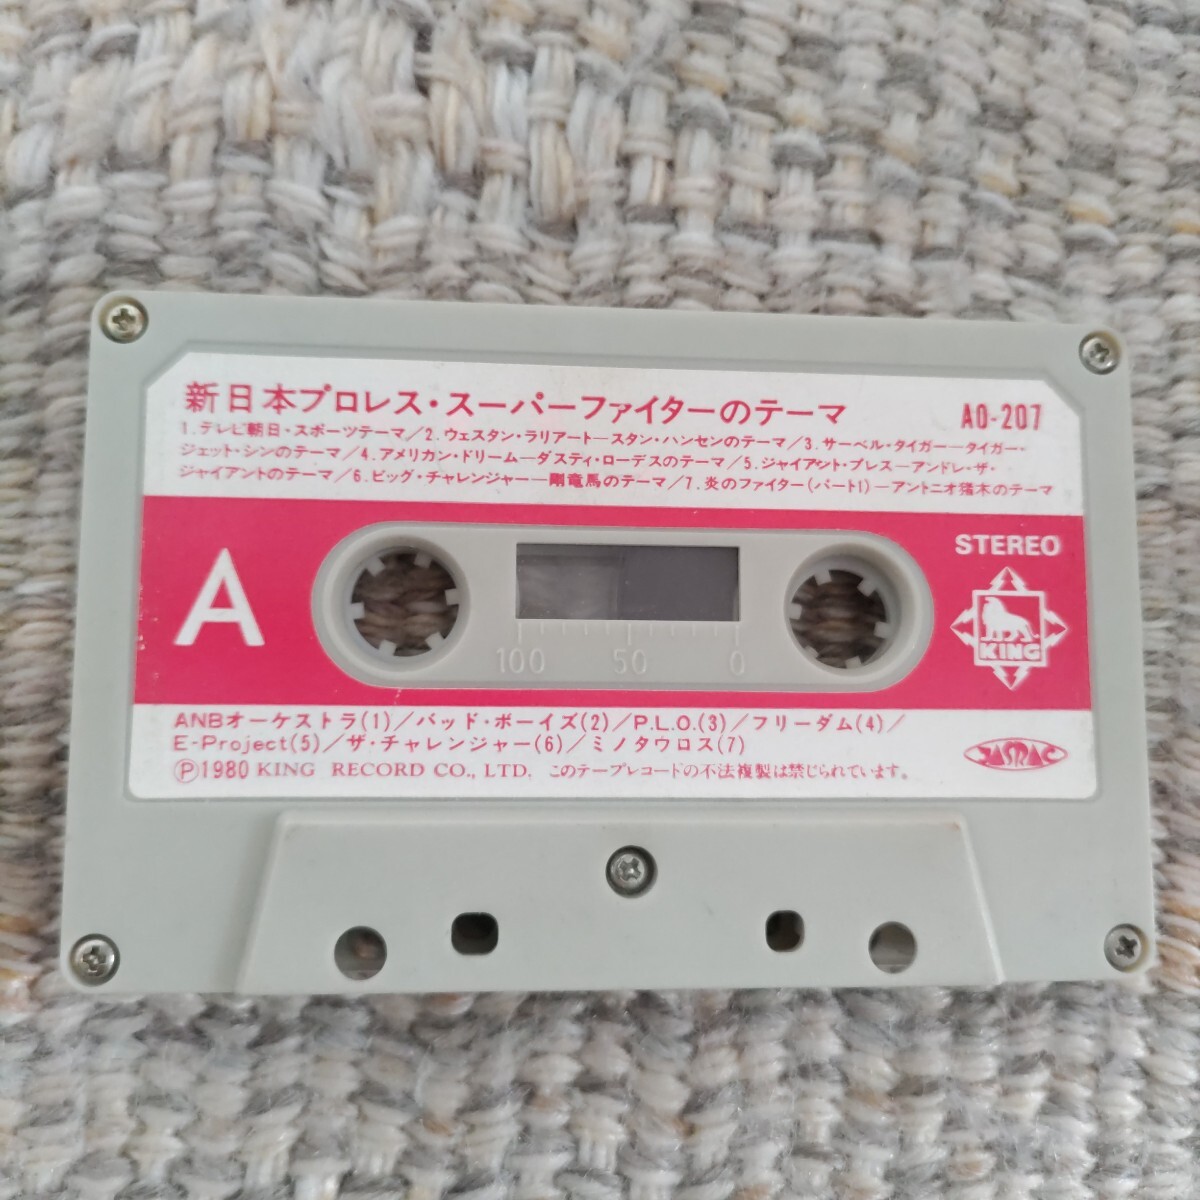 新日本プロレス・スーパーファイターのテーマ AO-207
1.テレビ朝日・スポーツテーマ／2.ウェスタン・ラリアート—スタン・ハンセンのテーマ／3.サーベル・タイガー—タイガー・
ジェット・シンのテーマ／4.アメリカン・ドリーム—ダスティ・ローデスのテーマ／5.ジャイアント・プレス—アンドレ・ザ・
ジャイアントのテーマ／6.ビッグ・チャレンジャー—剛竜馬のテーマ／7.炎のファイター(パート1)—アントニオ猪木のテーマ
A
STEREO
KING
100 50 0
ANBオーケストラ(1)／バッド・ボーイズ(2)／P.L.O.(3)／フリーダム(4)／
E-Project(5)／ザ・チャレンジャー(6)／ミノタウロス(7)
Ⓟ1980 KING RECORD CO., LTD. このテープレコードの不法複製は禁じられています。
JASRAC